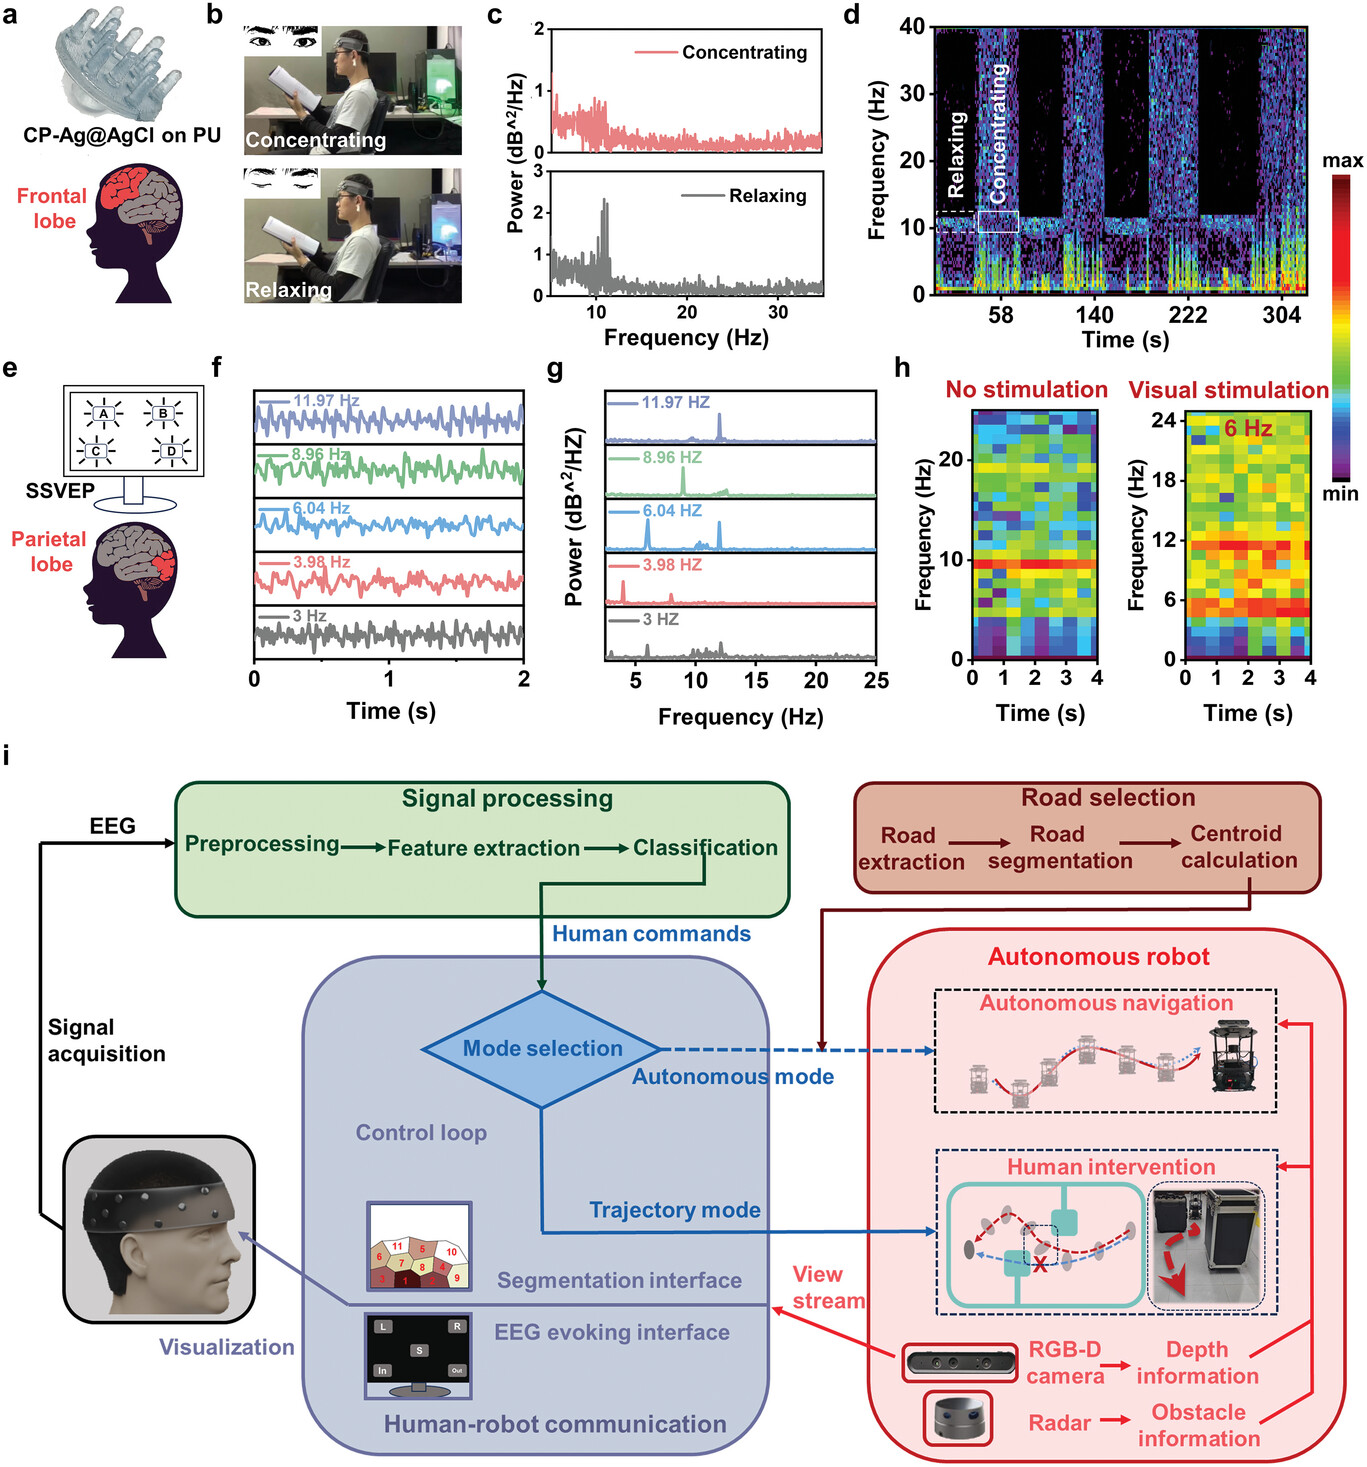 a
CP-Ag@AgCl on PU
Frontal
lobe
b
Concentrating
Relaxing
c
Power (dB^2/Hz)
2
1
0
Concentrating
3
2
1
0
Relaxing
10
20
30
Frequency (Hz)
d
Frequency (Hz)
40
30
20
10
0
Relaxing
Concentrating
58
140
222
304
Time (s)
max
min
e
A
B
C
D
SSVEP
Parietal
lobe
f
11.97 Hz
8.96 Hz
6.04 Hz
3.98 Hz
3 Hz
0
1
2
Time (s)
g
Power (dB^2/HZ)
11.97 HZ
8.96 HZ
6.04 HZ
3.98 HZ
3 HZ
5
10
15
20
25
Frequency (Hz)
h
No stimulation
Frequency (Hz)
20
10
0
0 1 2 3 4
Time (s)
Visual stimulation
6 Hz
Frequency (Hz)
24
18
12
6
0
0 1 2 3 4
Time (s)
i
EEG
Signal processing
Preprocessing
Feature extraction
Classification
Road selection
Road
extraction
Road
segmentation
Centroid
calculation
Human commands
Signal
acquisition
Mode selection
Autonomous mode
Control loop
Trajectory mode
11
5
10
6
7
8
4
3
1
9
Segmentation interface
L
R
S
In
Out
EEG evoking interface
Human-robot communication
Visualization
View
stream
Autonomous robot
Autonomous navigation
Human intervention
X
RGB-D
camera
Depth
information
Radar
Obstacle
information